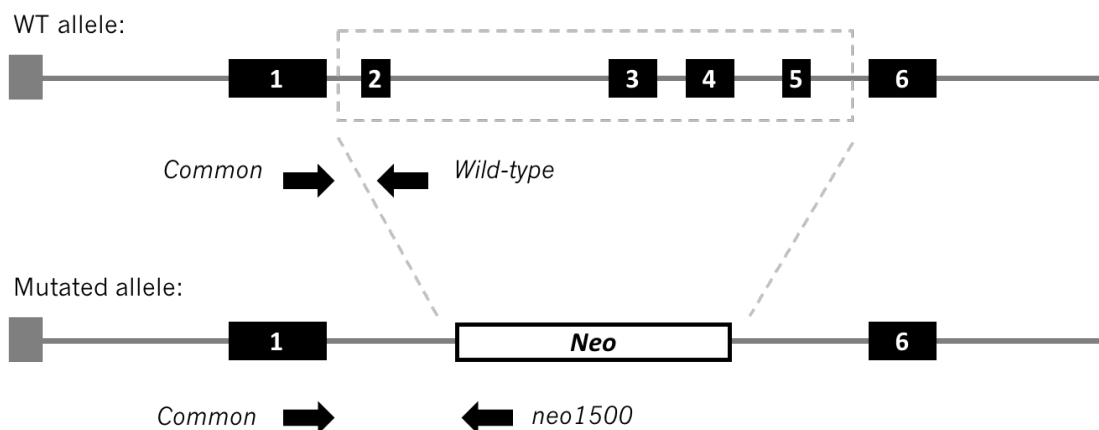 WT allele:
1 2 3 4 5 6
Common Wild-type
Mutated allele:
1 Neo 6
Common neo1500